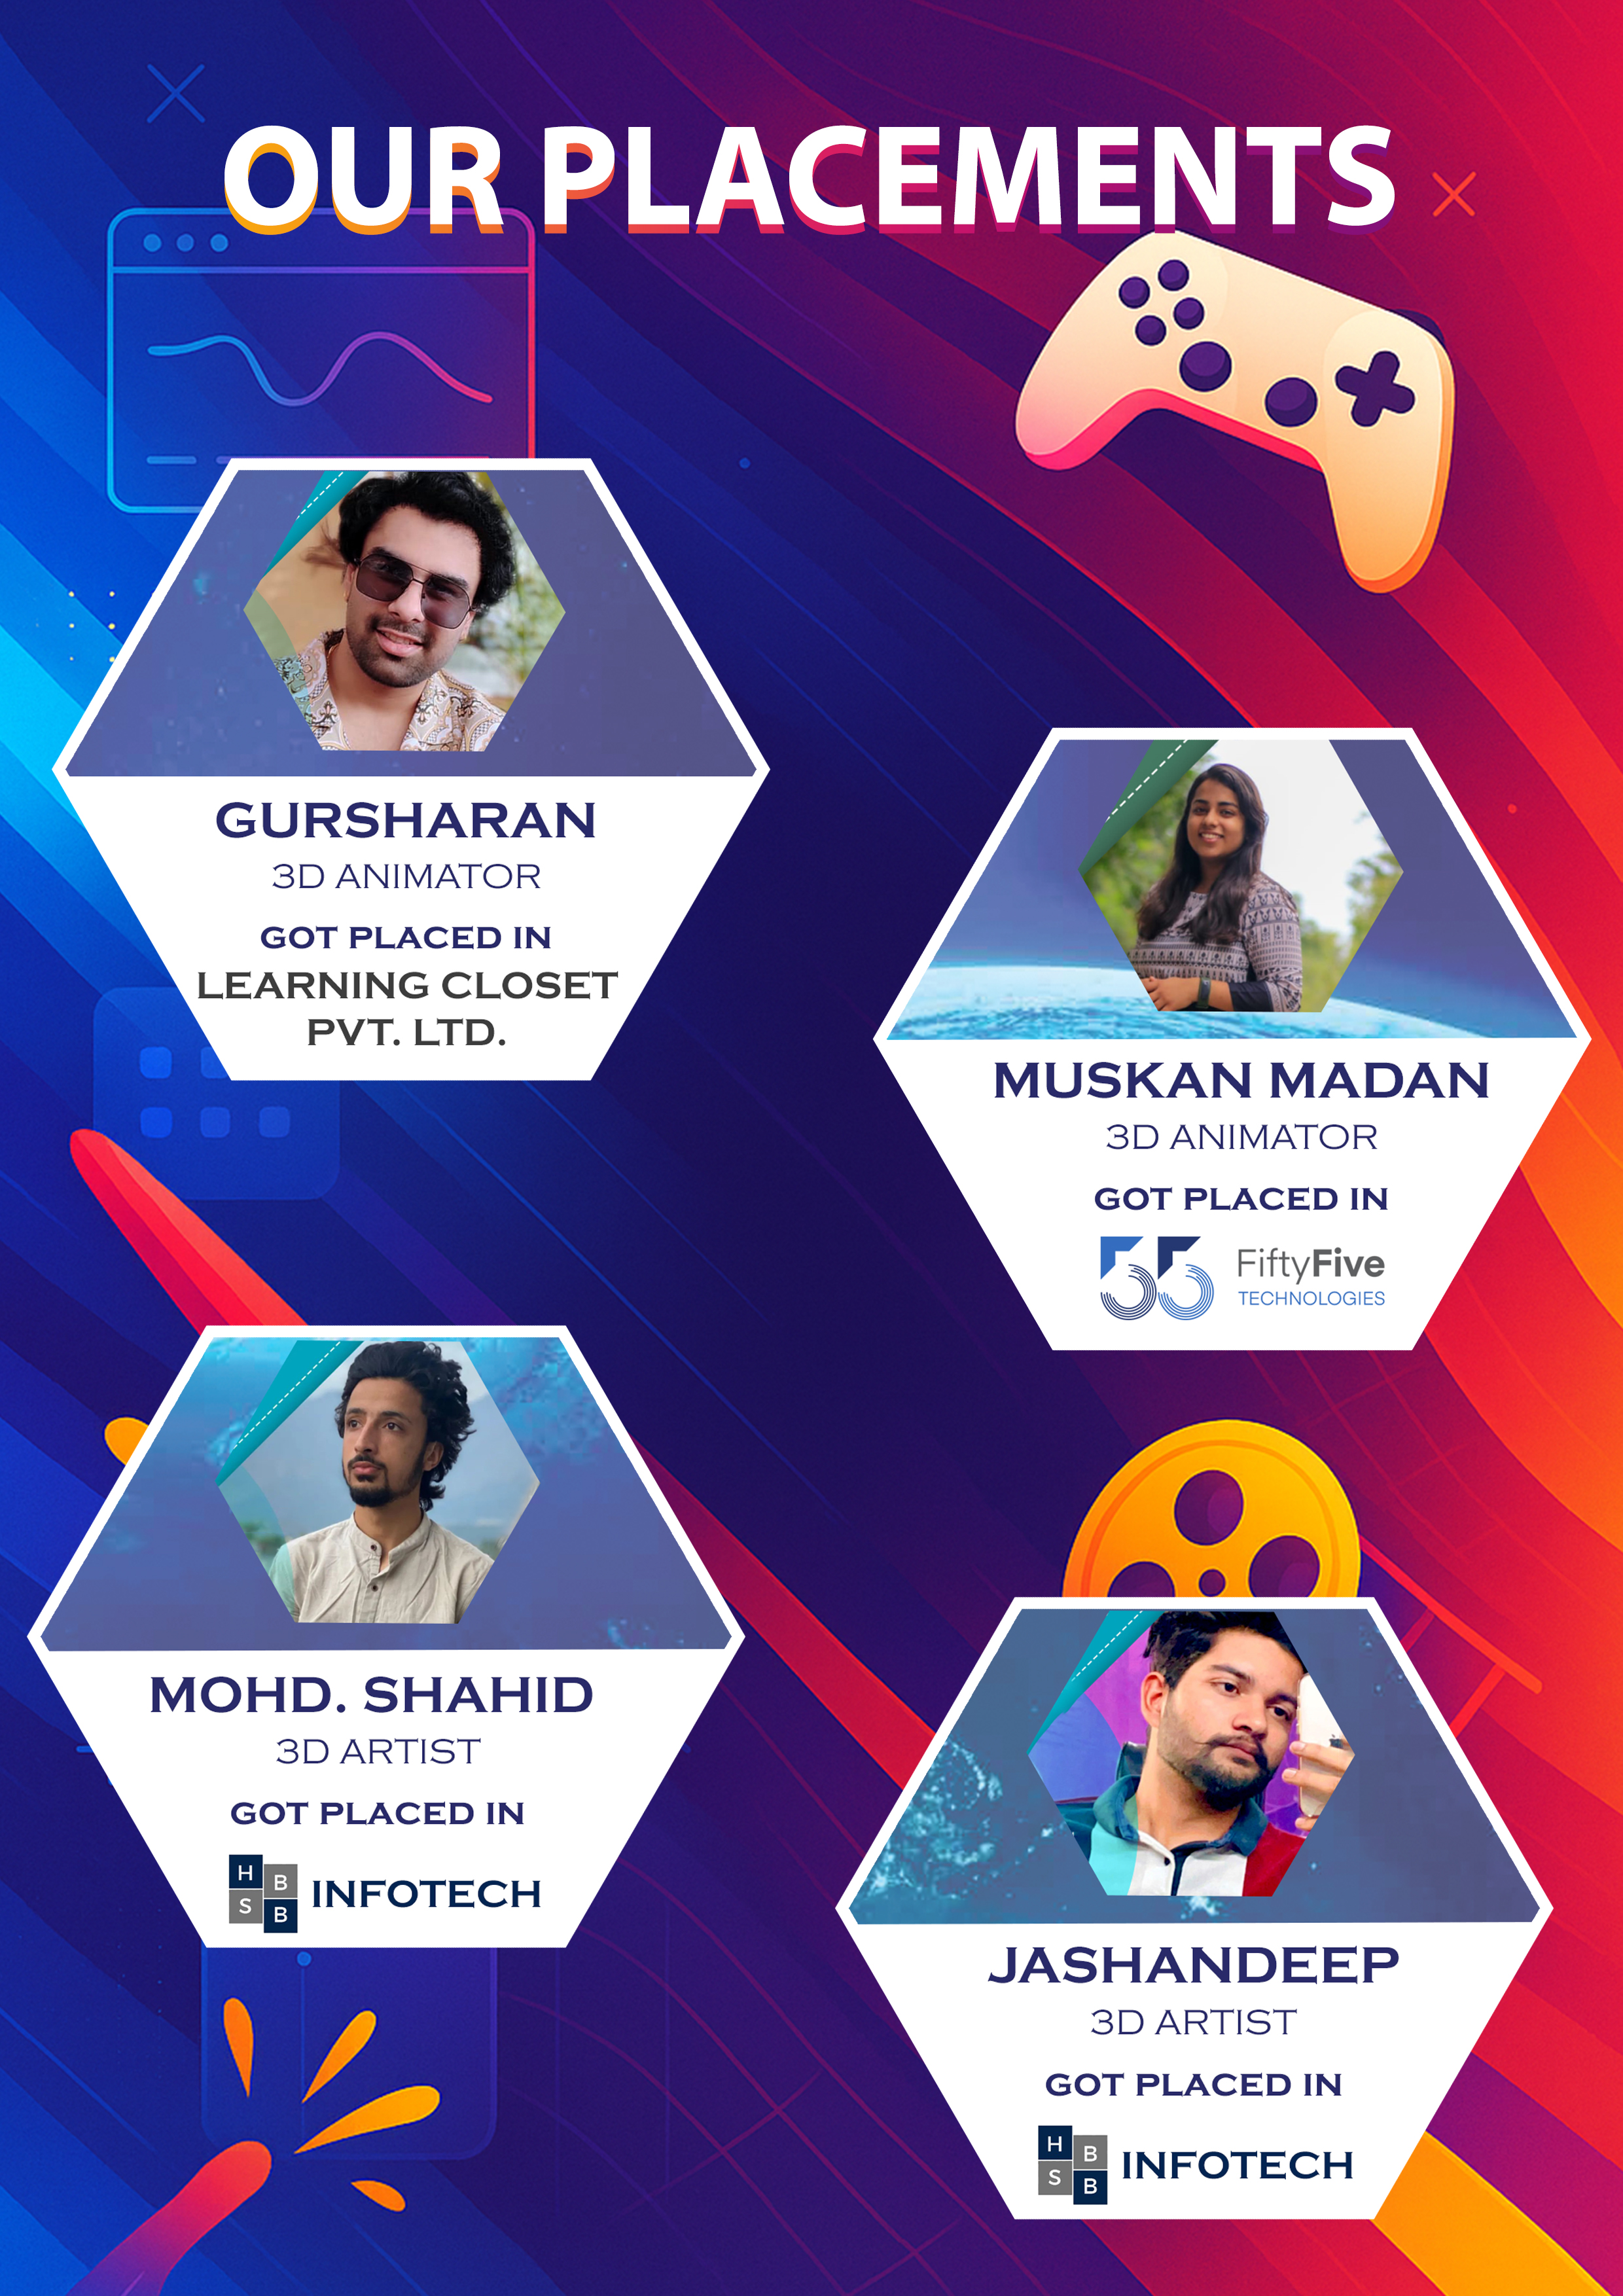 OUR PLACEMENTS
GURSHARAN
3D ANIMATOR
GOT PLACED IN
LEARNING CLOSET
PVT. LTD.
MUSKAN MADAN
3D ANIMATOR
GOT PLACED IN
55 FiftyFive
TECHNOLOGIES
MOHD. SHAHID
3D ARTIST
GOT PLACED IN
H B S B INFOTECH
JASHANDEEP
3D ARTIST
GOT PLACED IN
H B S B INFOTECH